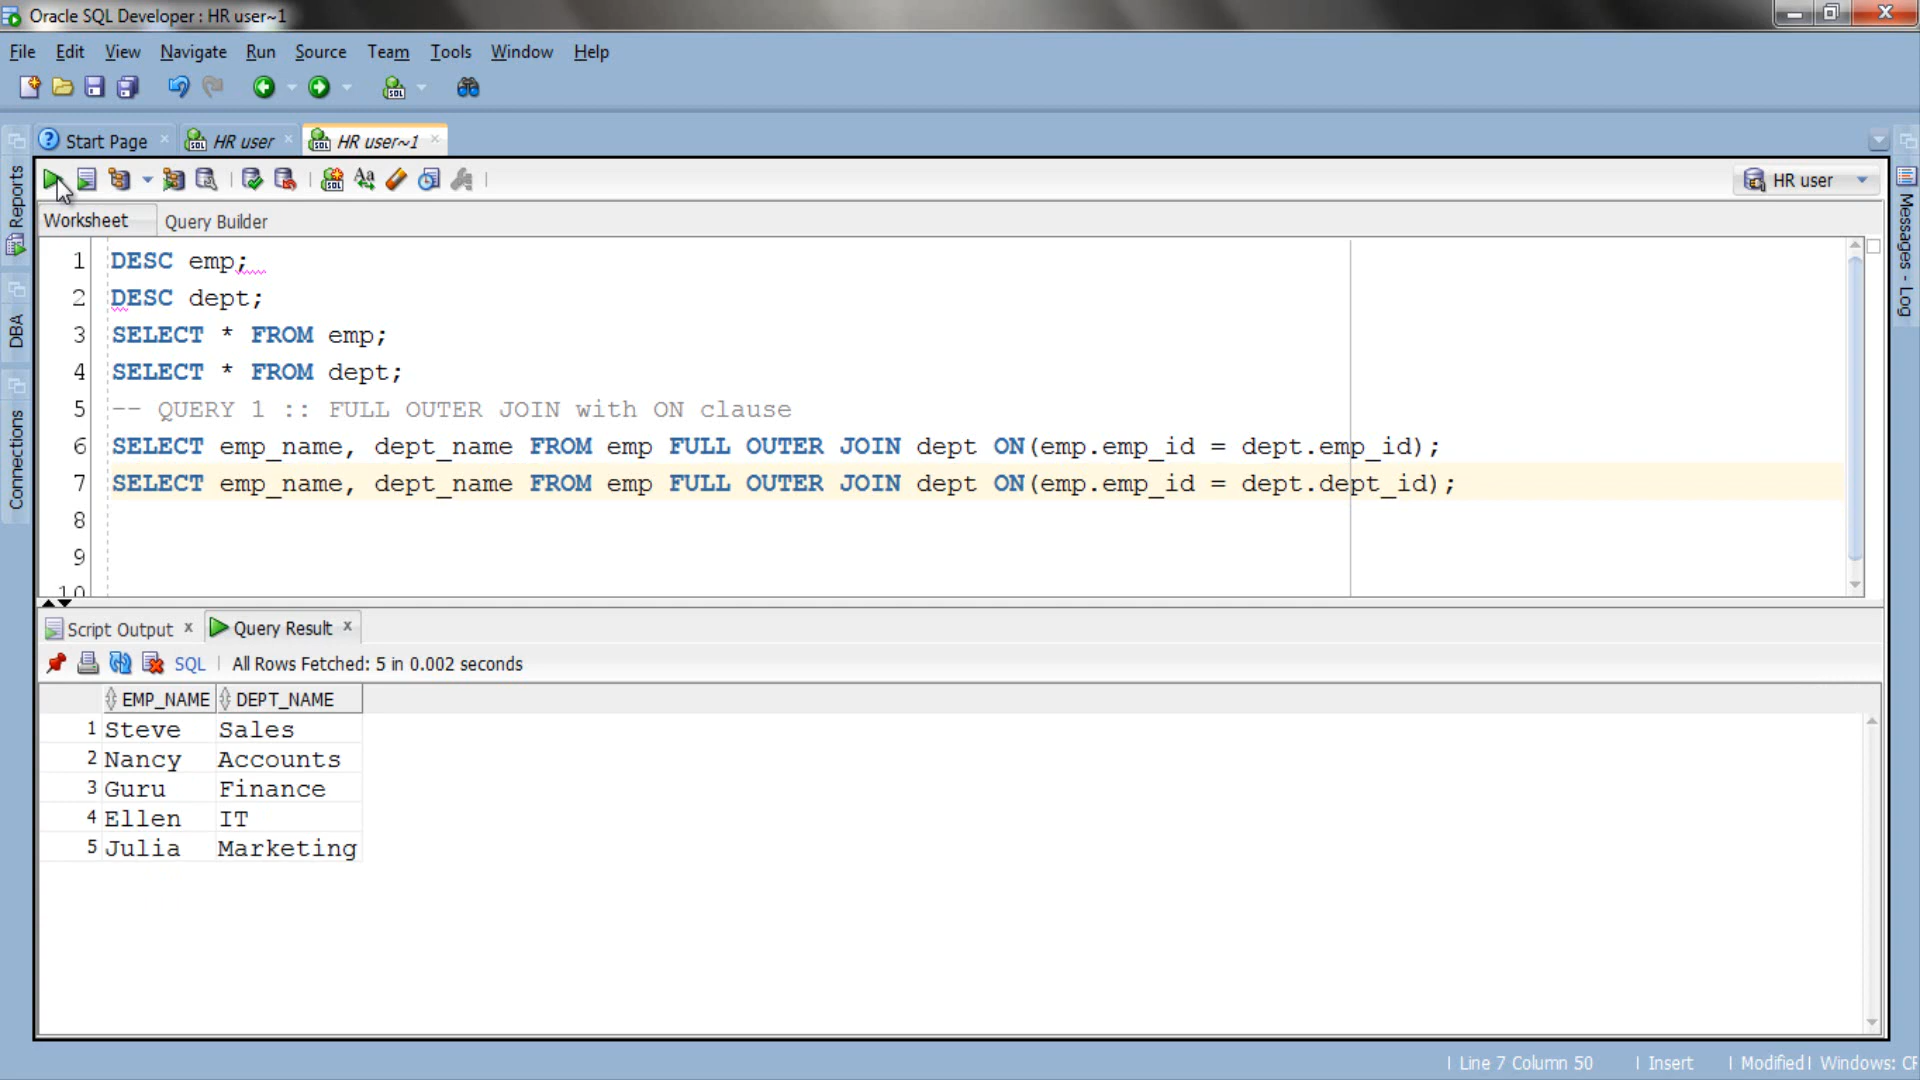 Oracle SQL Developer : HR user~1
File Edit View Navigate Run Source Team Tools Window Help
Start Page HR user HR user~1
HR user
Worksheet Query Builder
1 DESC emp;
2 DESC dept;
3 SELECT * FROM emp;
4 SELECT * FROM dept;
5 -- QUERY 1 :: FULL OUTER JOIN with ON clause
6 SELECT emp_name, dept_name FROM emp FULL OUTER JOIN dept ON(emp.emp_id = dept.emp_id);
7 SELECT emp_name, dept_name FROM emp FULL OUTER JOIN dept ON(emp.emp_id = dept.dept_id);
8
9
10
Reports
DBA
Connections
Messages - Log
Script Output Query Result
SQL All Rows Fetched: 5 in 0.002 seconds
EMP_NAME DEPT_NAME
1 Steve Sales
2 Nancy Accounts
3 Guru Finance
4 Ellen IT
5 Julia Marketing
| Line 7 Column 50 | Insert | Modified | Windows: CF